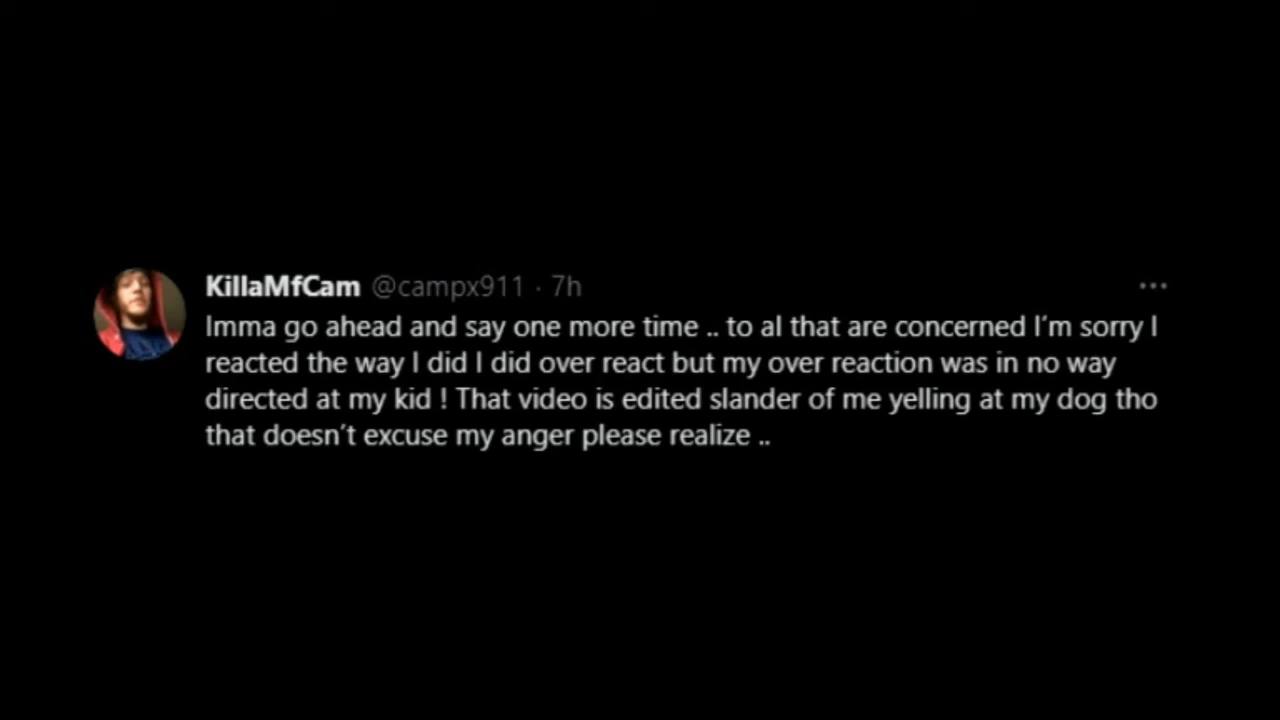 KillaMfCam @campx911 · 7h
Imma go ahead and say one more time .. to al that are concerned I'm sorry I
reacted the way I did I did over react but my over reaction was in no way
directed at my kid ! That video is edited slander of me yelling at my dog tho
that doesn't excuse my anger please realize ..